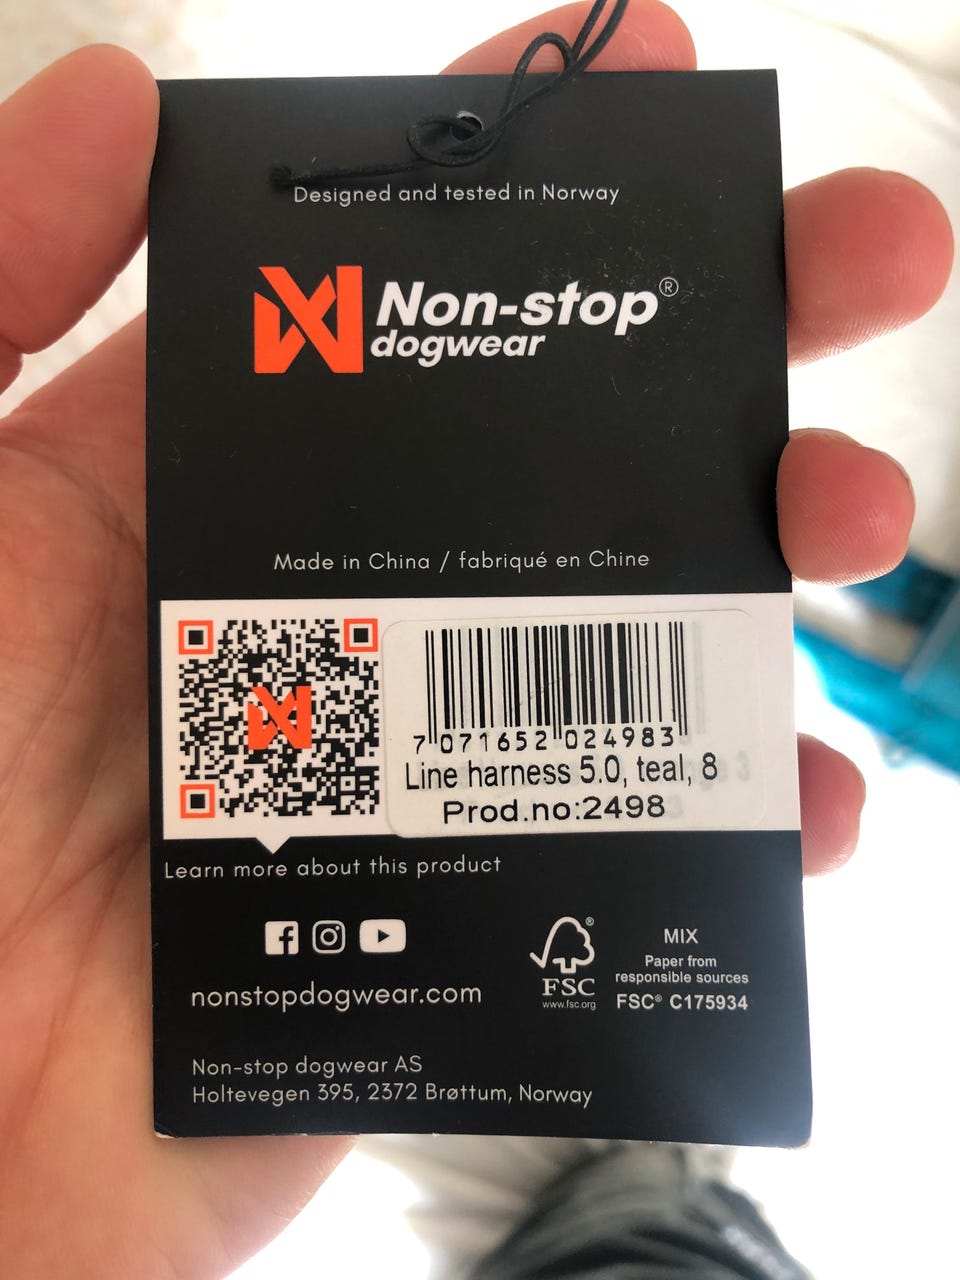 Designed and tested in Norway
Non-stop®
dogwear
Made in China / fabriqué en Chine
7 071652 024983
Line harness 5.0, teal, 8
Prod.no:2498
Learn more about this product
nonstopdogwear.com
FSC®
www.fsc.org
MIX
Paper from
responsible sources
FSC® C175934
Non-stop dogwear AS
Holtevegen 395, 2372 Brøttum, Norway